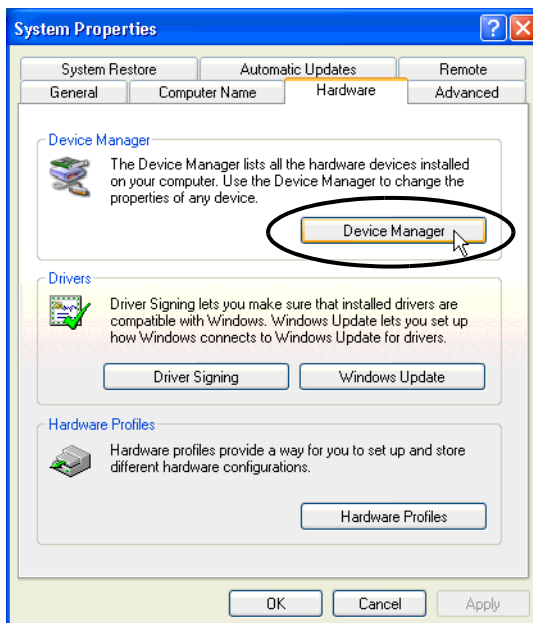 System Properties
System Restore Automatic Updates Remote
General Computer Name Hardware Advanced
Device Manager
The Device Manager lists all the hardware devices installed
on your computer. Use the Device Manager to change the
properties of any device.
Device Manager
Drivers
Driver Signing lets you make sure that installed drivers are
compatible with Windows. Windows Update lets you set up
how Windows connects to Windows Update for drivers.
Driver Signing Windows Update
Hardware Profiles
Hardware profiles provide a way for you to set up and store
different hardware configurations.
Hardware Profiles
OK Cancel Apply